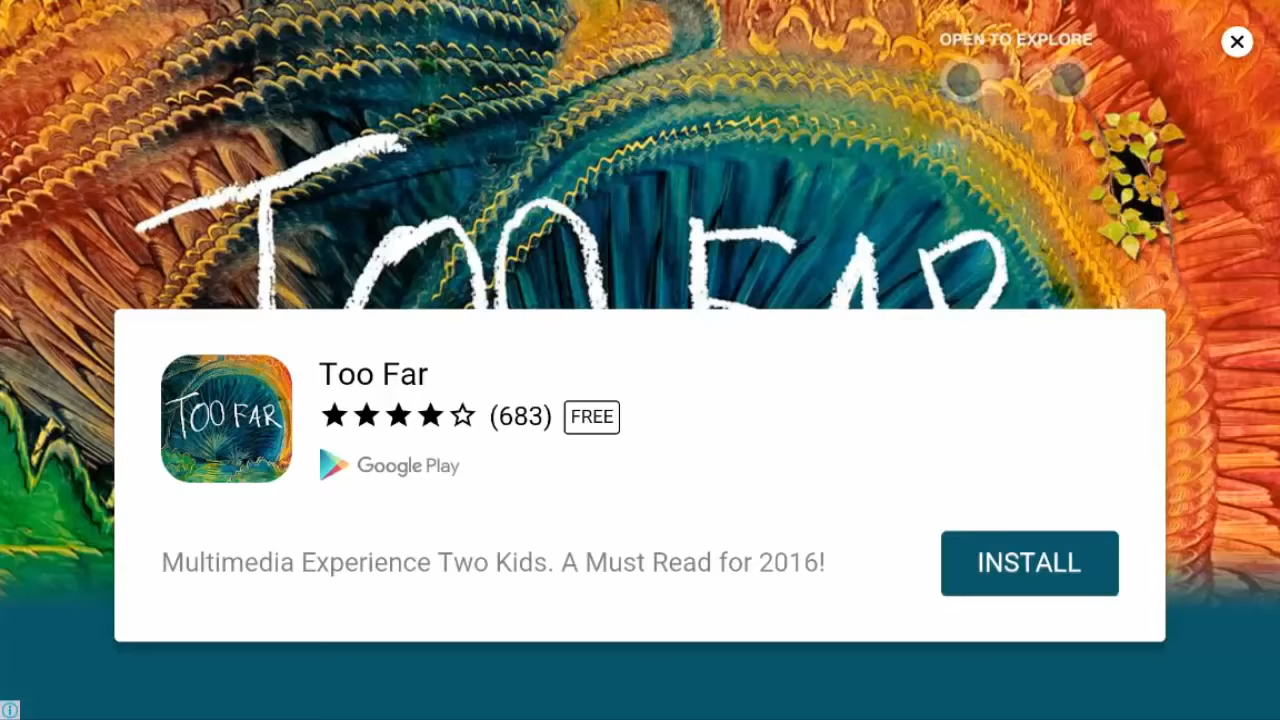 OPEN TO EXPLORE
TOO FAR
TOO FAR
Too Far
(683) FREE
Google Play
Multimedia Experience Two Kids. A Must Read for 2016!
INSTALL